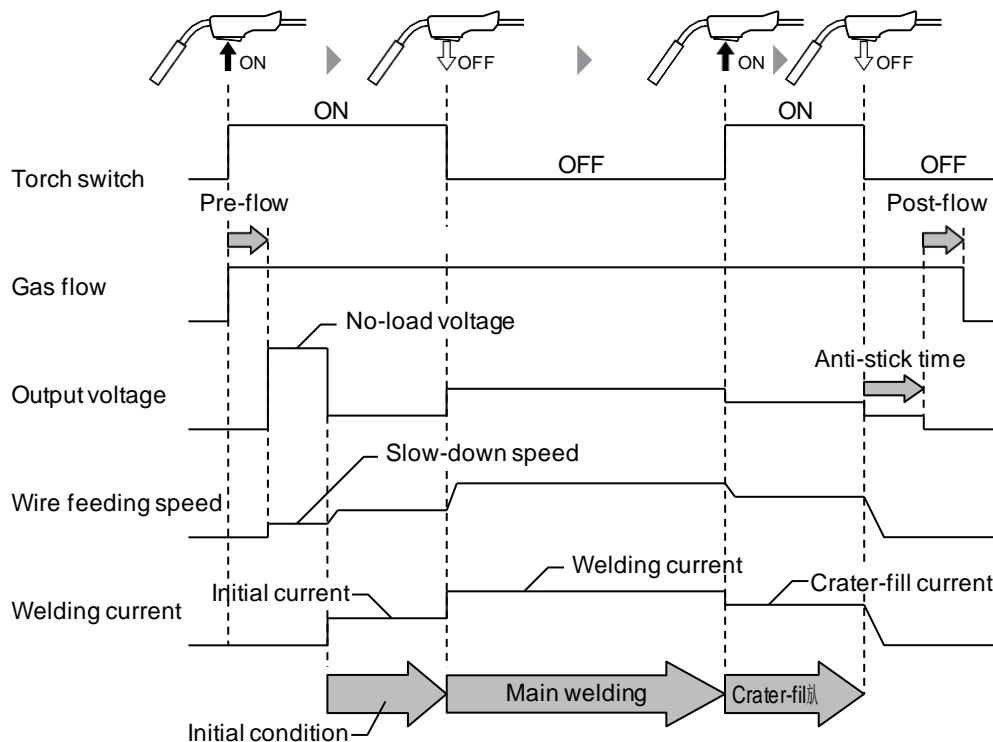 ON
OFF
ON
OFF
ON
ON
Torch switch
OFF
OFF
Pre-flow
Post-flow
Gas flow
No-load voltage
Anti-stick time
Output voltage
Slow-down speed
Wire feeding speed
Welding current
Initial current
Crater-fill current
Welding current
Main welding
Crater-fil
Initial condition